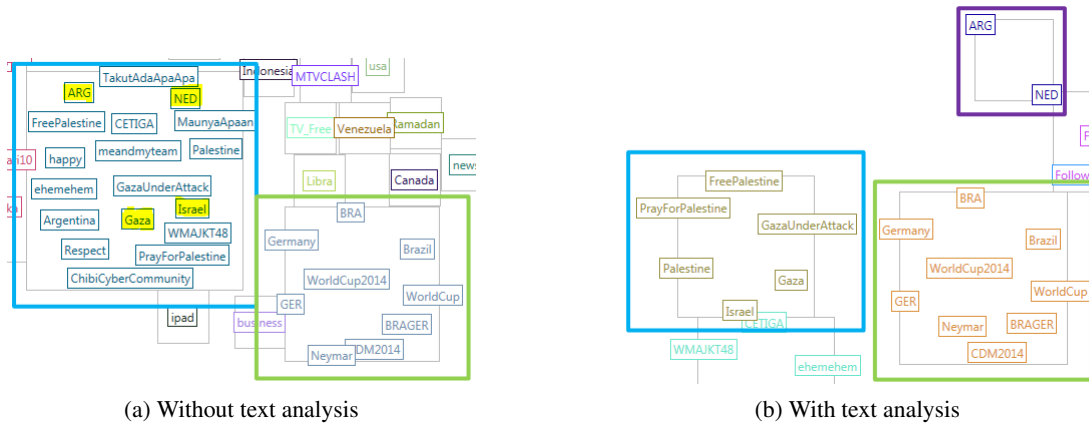 Indonesia
MTVCLASH
usa
TakutAdaApaApa
ARG
NED
FreePalestine
CETIGA
MaunyaApaan
TV_Free
Venezuela
Ramadan
happy
meandmyteam
Palestine
ehemehem
GazaUnderAttack
Libra
Canada
news
Argentina
Gaza
Israel
WMAJKT48
Respect
PrayForPalestine
ChibiCyberCommunity
ipad
business
BRA
Germany
Brazil
WorldCup2014
GER
WorldCup
BRAGER
Neymar
CDM2014
(a) Without text analysis
ARG
NED
Follow
FreePalestine
PrayForPalestine
GazaUnderAttack
Palestine
Gaza
Israel
CETIGA
WMAJKT48
ehemehem
BRA
Germany
Brazil
WorldCup2014
GER
WorldCup
Neymar
BRAGER
CDM2014
(b) With text analysis